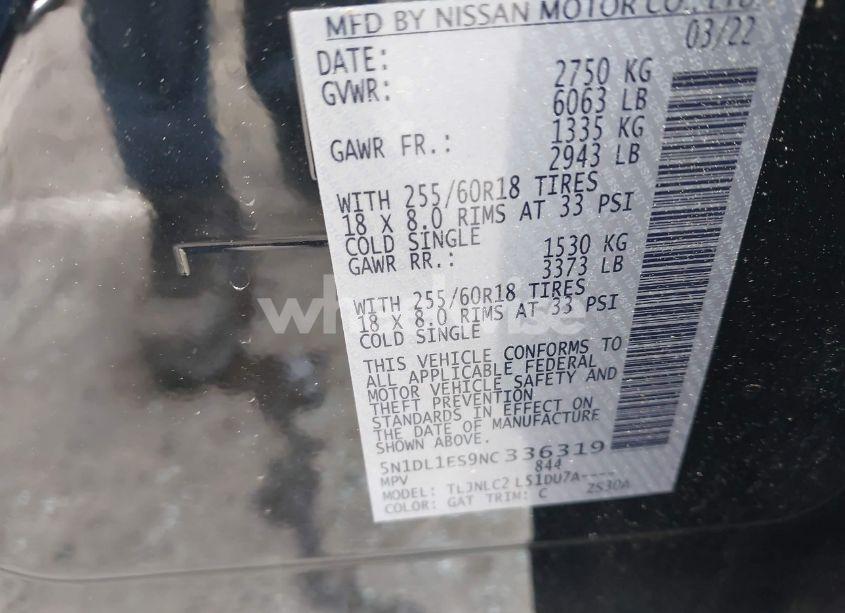 MFD BY NISSAN MOTOR CO., LTD.
DATE: 03/22
GVWR: 2750 KG
6063 LB
GAWR FR.: 1335 KG
2943 LB
WITH 255/60R18 TIRES
18 X 8.0 RIMS AT 33 PSI
COLD SINGLE
GAWR RR.: 1530 KG
3373 LB
WITH 255/60R18 TIRES
18 X 8.0 RIMS AT 33 PSI
COLD SINGLE
THIS VEHICLE CONFORMS TO
ALL APPLICABLE FEDERAL
MOTOR VEHICLE SAFETY AND
THEFT PREVENTION
STANDARDS IN EFFECT ON
THE DATE OF MANUFACTURE
SHOWN ABOVE.
5N1DL1ES9NC336319
MPV 844
MODEL: TLJNLC2 LS1DU7A----
COLOR: GAT TRIM: C ZS30A